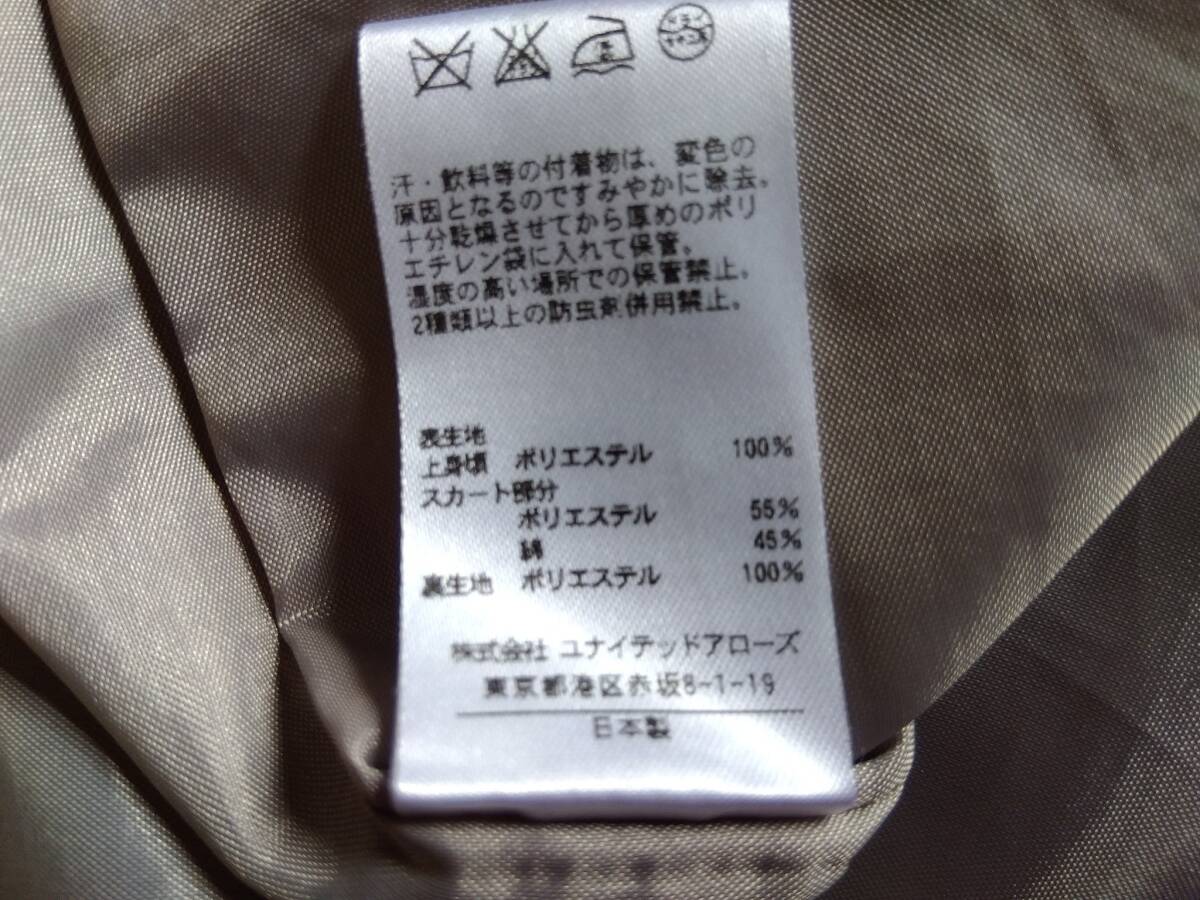 ドライ
セキユ系
汗・飲料等の付着物は、変色の
原因となるのですみやかに除去。
十分乾燥させてから厚めのポリ
エチレン袋に入れて保管。
湿度の高い場所での保管禁止。
2種類以上の防虫剤併用禁止。
表生地
上身頃 ポリエステル 100%
スカート部分
ポリエステル 55%
綿 45%
裏生地 ポリエステル 100%
株式会社 ユナイテッドアローズ
東京都港区赤坂8-1-19
日本製